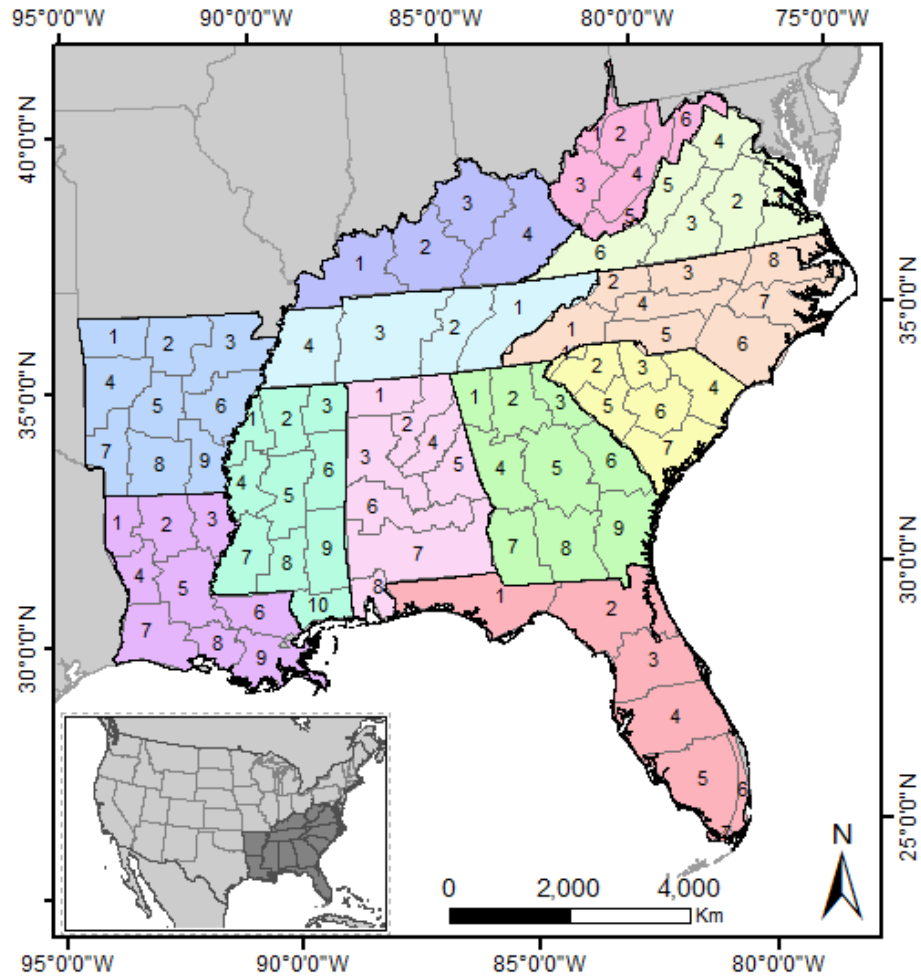 95°0'0"W 90°0'0"W 85°0'0"W 80°0'0"W 75°0'0"W
40°0'0"N
35°0'0"N
30°0'0"N
35°0'0"N
30°0'0"N
25°0'0"N
1 2 3 4 5 6
4 5 2 3 6
1 2 3 4
1 2 3 4
1 2 3 4 5 6 7 8
1 2 3 4 5 6 7 8 9
1 2 3 4 5 6 7 8 9 10
1 2 3 4 5 6 7 8
1 2 3 4 5 6 7 8 9
2 3 4 5 6 7
1 2 3 4 5 6 7 8 9
1 2 3 4 5 6
N
0 2,000 4,000
Km
95°0'0"W 90°0'0"W 85°0'0"W 80°0'0"W